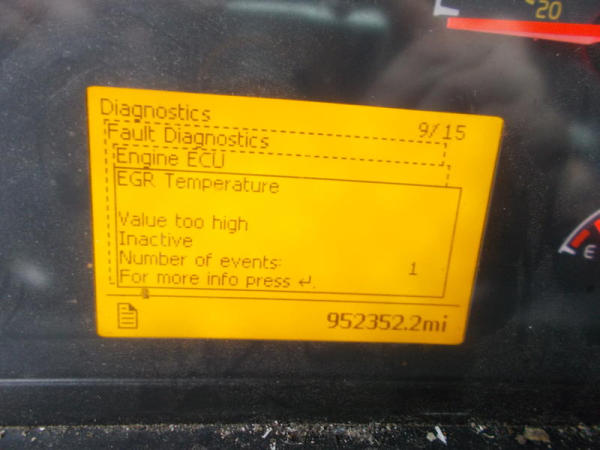 20
Diagnostics 9/15
Fault Diagnostics
Engine ECU
EGR Temperature
Value too high
Inactive
Number of events: 1
For more info press ↵.
952352.2mi
E